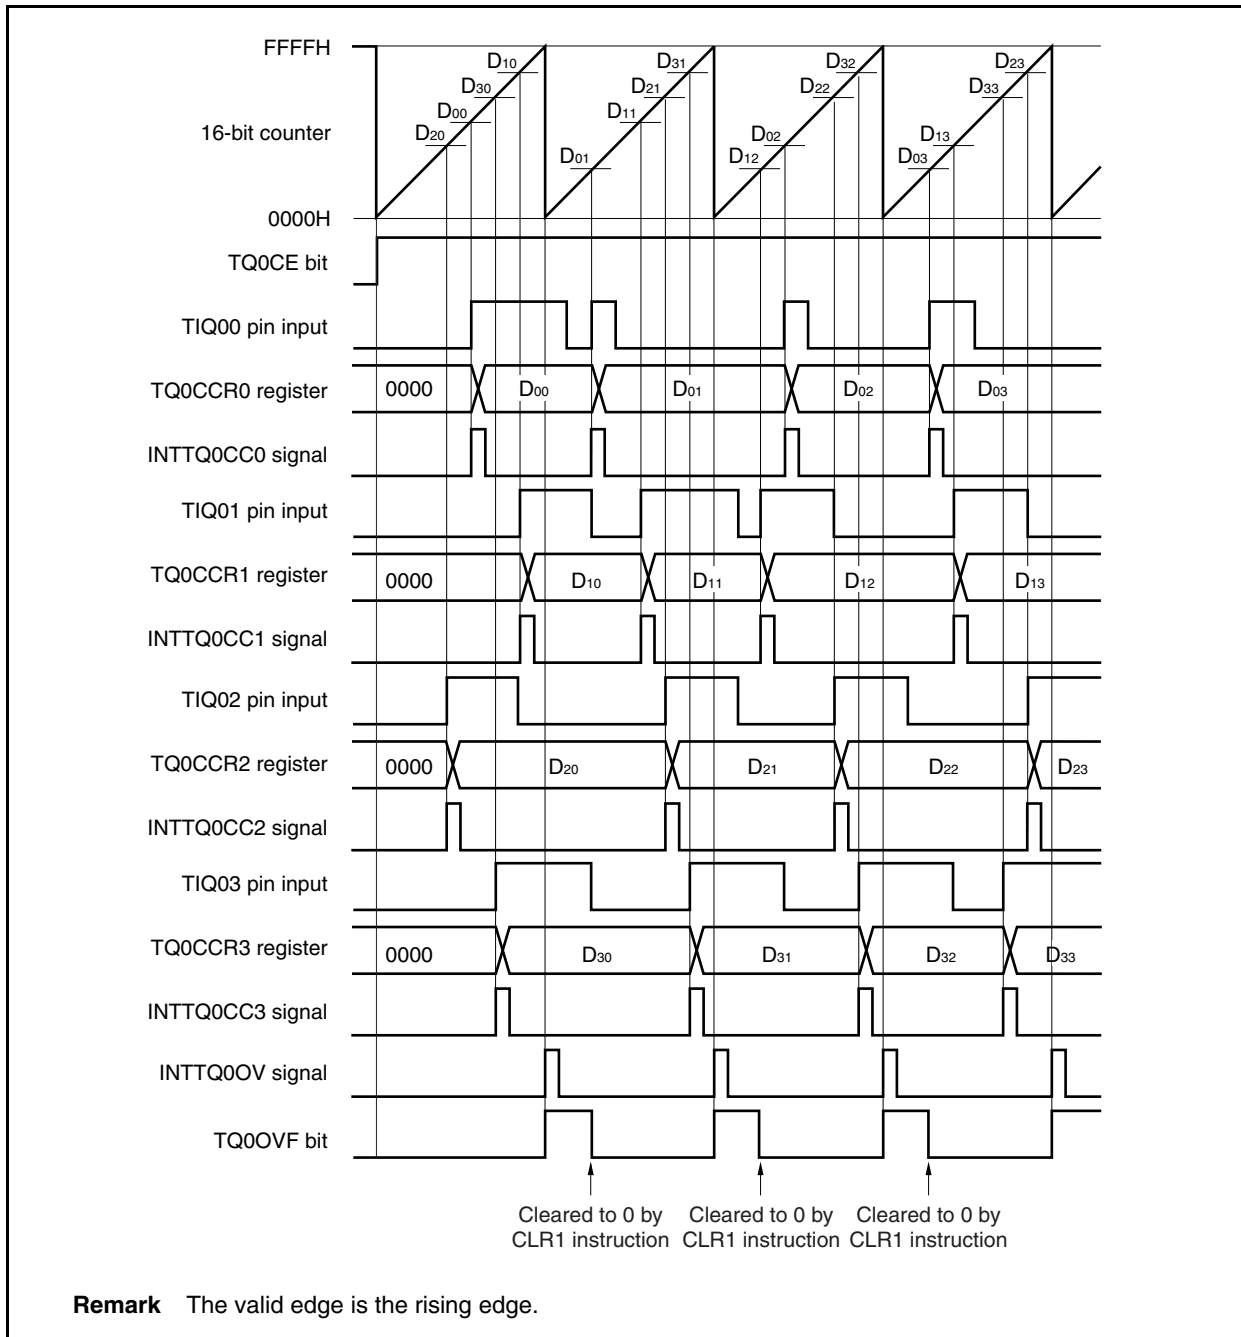 FFFFH
D10
D31
D32
D23
D30
D21
D22
D33
D00
D11
16-bit counter
D20
D02
D13
D01
D12
D03
0000H
TQ0CE bit
TIQ00 pin input
TQ0CCR0 register
0000
D00
D01
D02
D03
INTTQ0CC0 signal
TIQ01 pin input
TQ0CCR1 register
0000
D10
D11
D12
D13
INTTQ0CC1 signal
TIQ02 pin input
TQ0CCR2 register
0000
D20
D21
D22
D23
INTTQ0CC2 signal
TIQ03 pin input
TQ0CCR3 register
0000
D30
D31
D32
D33
INTTQ0CC3 signal
INTTQ0OV signal
TQ0OVF bit
Cleared to 0 by
CLR1 instruction
Cleared to 0 by
CLR1 instruction
Cleared to 0 by
CLR1 instruction
Remark The valid edge is the rising edge.